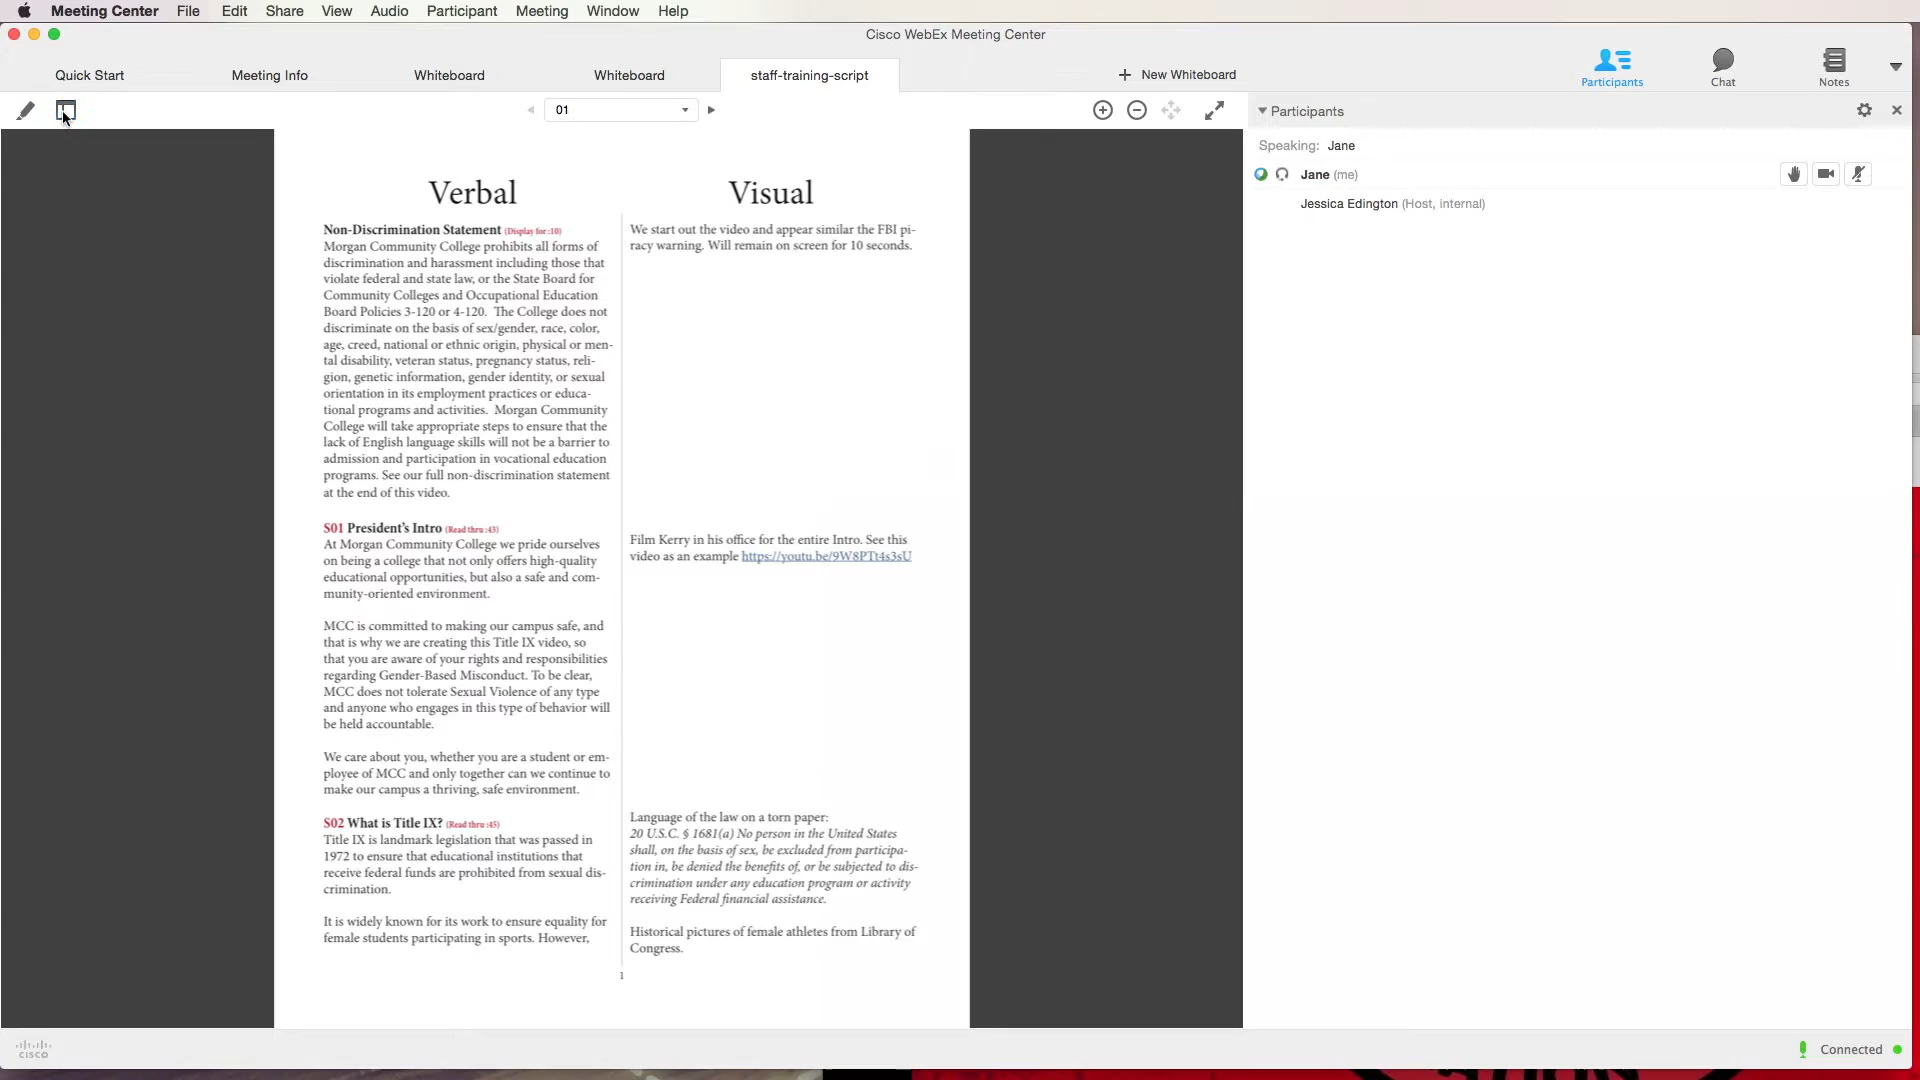 Meeting Center File Edit Share View Audio Participant Meeting Window Help
Cisco WebEx Meeting Center
Quick Start Meeting Info Whiteboard Whiteboard staff-training-script + New Whiteboard
Participants Chat Notes
01
Participants
Speaking: Jane
Jane (me)
Jessica Edington (Host, internal)
Verbal
Non-Discrimination Statement (Display for :10)
Morgan Community College prohibits all forms of
discrimination and harassment including those that
violate federal and state law, or the State Board for
Community Colleges and Occupational Education
Board Policies 3-120 or 4-120. The College does not
discriminate on the basis of sex/gender, race, color,
age, creed, national or ethnic origin, physical or men-
tal disability, veteran status, pregnancy status, reli-
gion, genetic information, gender identity, or sexual
orientation in its employment practices or educa-
tional programs and activities. Morgan Community
College will take appropriate steps to ensure that the
lack of English language skills will not be a barrier to
admission and participation in vocational education
programs. See our full non-discrimination statement
at the end of this video.
S01 President's Intro (Read thru :43)
At Morgan Community College we pride ourselves
on being a college that not only offers high-quality
educational opportunities, but also a safe and com-
munity-oriented environment.
MCC is committed to making our campus safe, and
that is why we are creating this Title IX video, so
that you are aware of your rights and responsibilities
regarding Gender-Based Misconduct. To be clear,
MCC does not tolerate Sexual Violence of any type
and anyone who engages in this type of behavior will
be held accountable.
We care about you, whether you are a student or em-
ployee of MCC and only together can we continue to
make our campus a thriving, safe environment.
S02 What is Title IX? (Read thru :45)
Title IX is landmark legislation that was passed in
1972 to ensure that educational institutions that
receive federal funds are prohibited from sexual dis-
crimination.
It is widely known for its work to ensure equality for
female students participating in sports. However,
Visual
We start out the video and appear similar the FBI pi-
racy warning. Will remain on screen for 10 seconds.
Film Kerry in his office for the entire Intro. See this
video as an example https://youtu.be/9W8PTt4s3sU
Language of the law on a torn paper:
20 U.S.C. § 1681(a) No person in the United States
shall, on the basis of sex, be excluded from participa-
tion in, be denied the benefits of, or be subjected to dis-
crimination under any education program or activity
receiving Federal financial assistance.
Historical pictures of female athletes from Library of
Congress.
1
CISCO
Connected